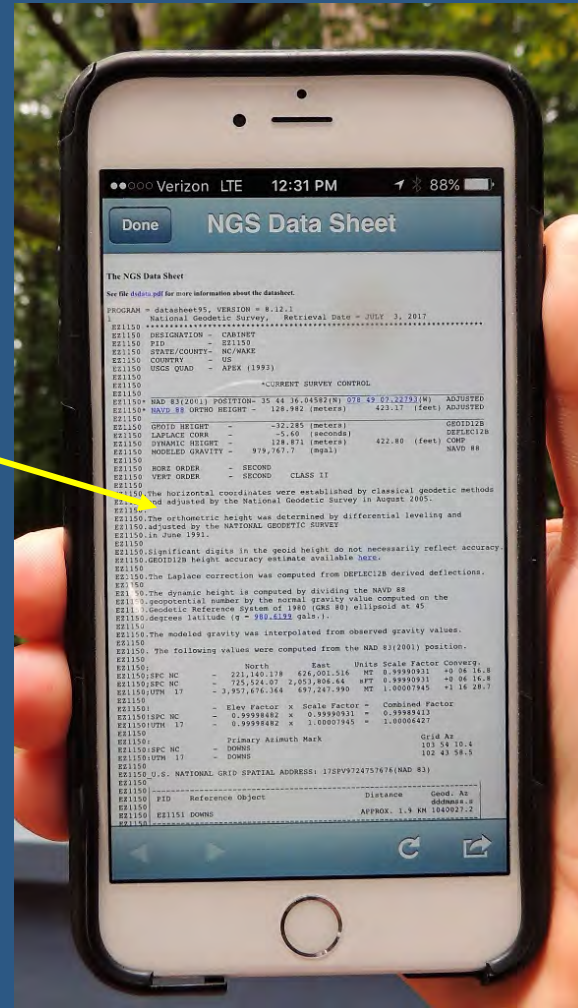 Verizon LTE 12:31 PM 88%
Done NGS Data Sheet
The NGS Data Sheet
See file dsdata.pdf for more information about the datasheet.
PROGRAM = datasheet95, VERSION = 8.12.1
1 National Geodetic Survey, Retrieval Date = JULY 3, 2017
EZ1150 ***********************************************************************
EZ1150 DESIGNATION - CABINET
EZ1150 PID - EZ1150
EZ1150 STATE/COUNTY- NC/WAKE
EZ1150 COUNTRY - US
EZ1150 USGS QUAD - APEX (1993)
EZ1150
EZ1150 *CURRENT SURVEY CONTROL
EZ1150
EZ1150* NAD 83(2001) POSITION- 35 44 36.04582(N) 078 49 07.22793(W) ADJUSTED
EZ1150* NAVD 88 ORTHO HEIGHT - 128.982 (meters) 423.17 (feet) ADJUSTED
EZ1150
EZ1150 GEOID HEIGHT - -32.285 (meters) GEOID12B
EZ1150 LAPLACE CORR - -5.60 (seconds) DEFLEC12B
EZ1150 DYNAMIC HEIGHT - 128.871 (meters) 422.80 (feet) COMP
EZ1150 MODELED GRAVITY - 979,767.7 (mgal) NAVD 88
EZ1150
EZ1150 HORZ ORDER - SECOND
EZ1150 VERT ORDER - SECOND CLASS II
EZ1150
EZ1150.The horizontal coordinates were established by classical geodetic methods
EZ1150.and adjusted by the National Geodetic Survey in August 2005.
EZ1150.
EZ1150.The orthometric height was determined by differential leveling and
EZ1150.adjusted by the NATIONAL GEODETIC SURVEY
EZ1150.in June 1991.
EZ1150
EZ1150.Significant digits in the geoid height do not necessarily reflect accuracy.
EZ1150.GEOID12B height accuracy estimate available here.
EZ1150
EZ1150.The Laplace correction was computed from DEFLEC12B derived deflections.
EZ1150
EZ1150.The dynamic height is computed by dividing the NAVD 88
EZ1150.geopotential number by the normal gravity value computed on the
EZ1150.Geodetic Reference System of 1980 (GRS 80) ellipsoid at 45
EZ1150.degrees latitude (g = 980.6199 gals.).
EZ1150
EZ1150.The modeled gravity was interpolated from observed gravity values.
EZ1150
EZ1150. The following values were computed from the NAD 83(2001) position.
EZ1150
EZ1150; North East Units Scale Factor Converg.
EZ1150;SPC NC - 221,140.178 626,001.516 MT 0.99990931 +0 06 16.8
EZ1150;SPC NC - 725,524.07 2,053,806.64 sFT 0.99990931 +0 06 16.8
EZ1150;UTM 17 - 3,957,676.364 697,247.990 MT 1.00007945 +1 16 28.7
EZ1150
EZ1150! - Elev Factor x Scale Factor = Combined Factor
EZ1150!SPC NC - 0.99998482 x 0.99990931 = 0.99989413
EZ1150!UTM 17 - 0.99998482 x 1.00007945 = 1.00006427
EZ1150
EZ1150: Primary Azimuth Mark Grid Az
EZ1150:SPC NC - DOWNS 103 54 10.4
EZ1150:UTM 17 - DOWNS 102 43 58.5
EZ1150
EZ1150_U.S. NATIONAL GRID SPATIAL ADDRESS: 17SPV9724757676(NAD 83)
EZ1150
EZ1150 PID Reference Object Distance Geod. Az
EZ1150 dddmmss.s
EZ1150 EZ1151 DOWNS APPROX. 1.9 KM 1040027.2
EZ1150